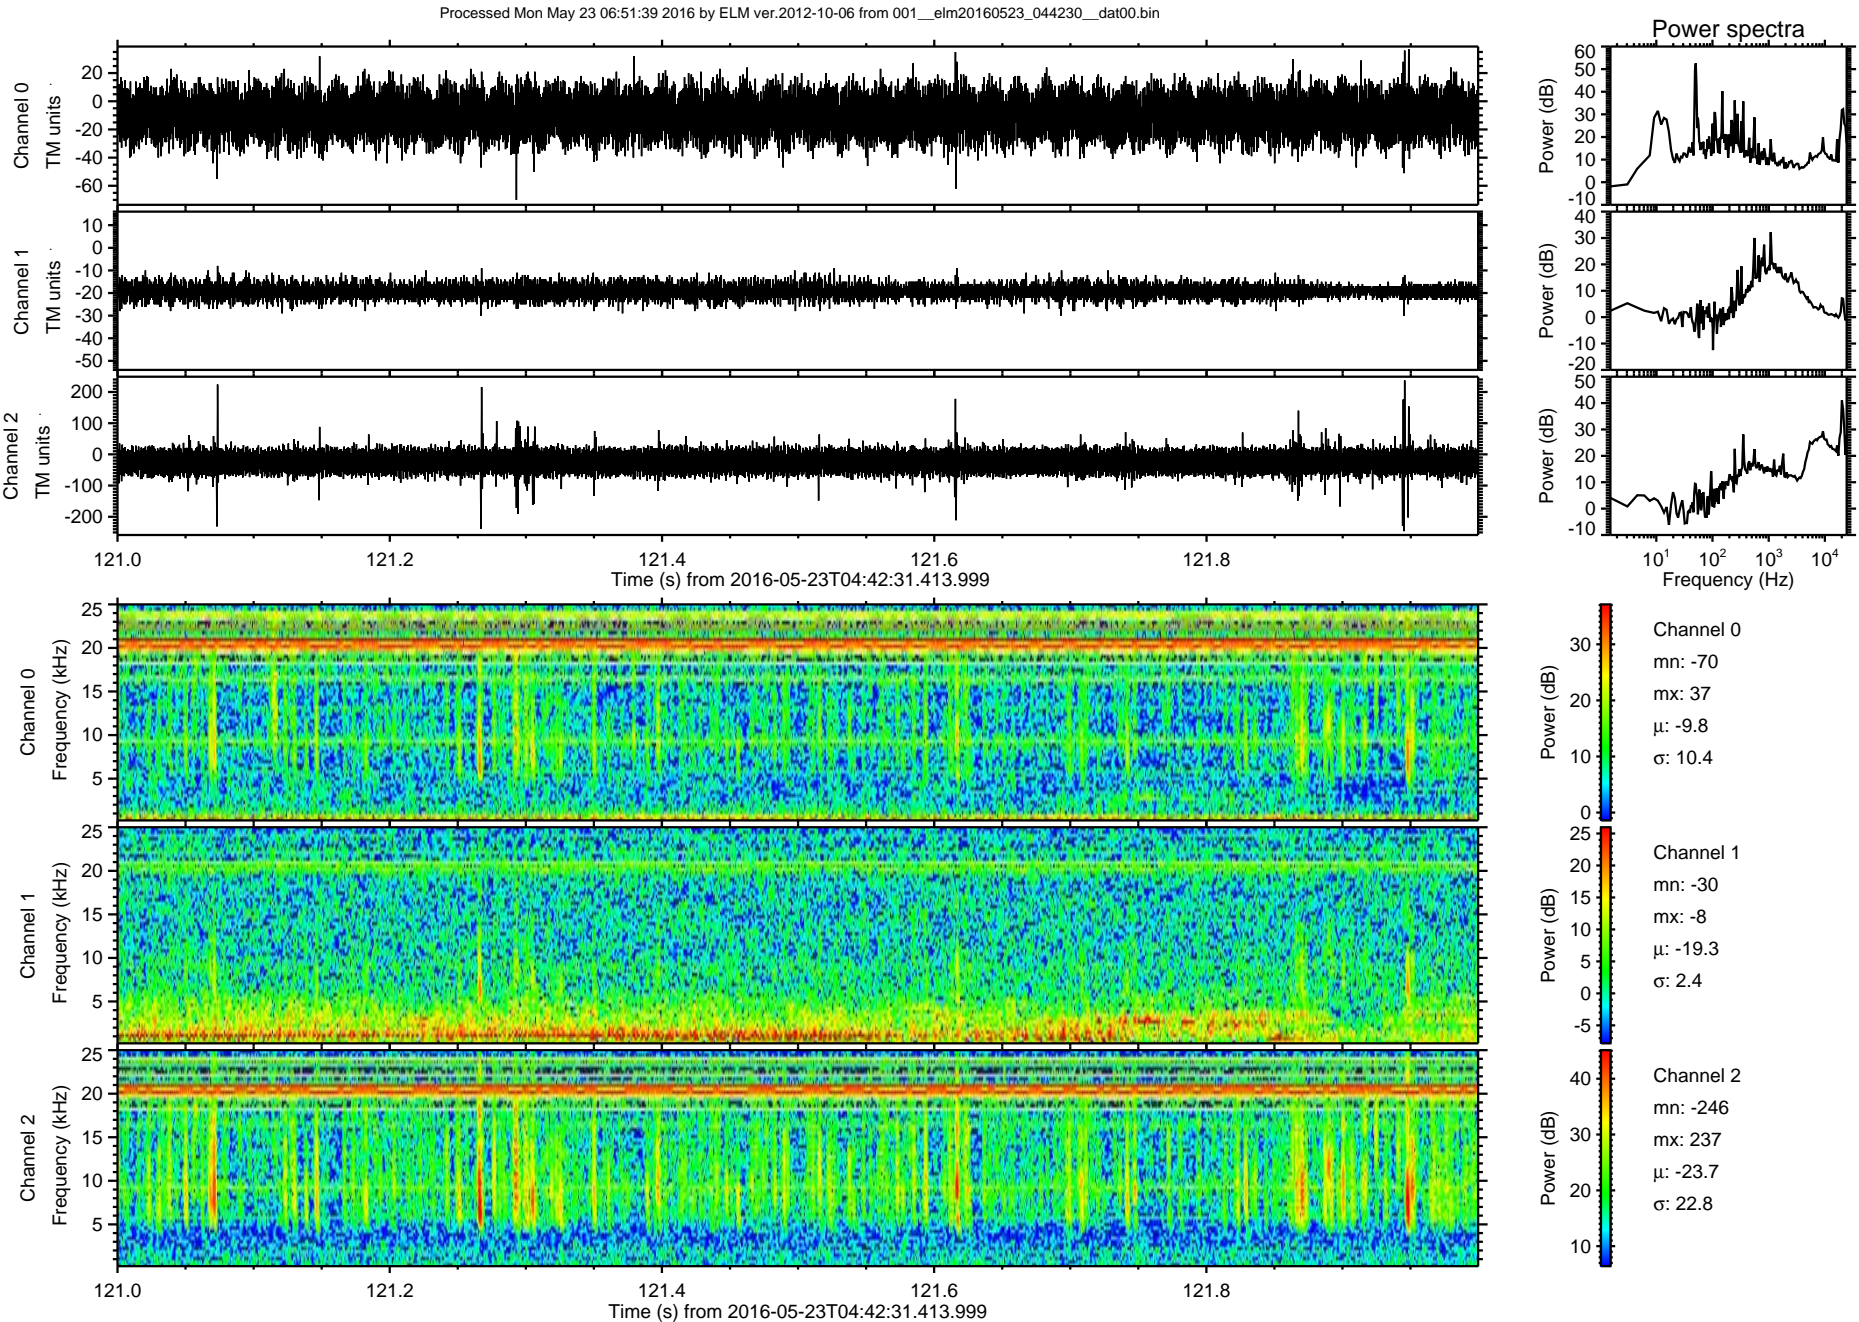 Processed Mon May 23 06:51:39 2016 by ELM ver.2012-10-06 from 001__elm20160523_044230__dat00.bin
Power spectra
Channel 0
TM units
20
0
-20
-40
-60
Power (dB)
60
50
40
30
20
10
0
-10
Channel 1
TM units
10
0
-10
-20
-30
-40
-50
Power (dB)
40
30
20
10
0
-10
-20
Channel 2
TM units
200
100
0
-100
-200
Power (dB)
50
40
30
20
10
0
-10
121.0 121.2 121.4 121.6 121.8
Time (s) from 2016-05-23T04:42:31.413.999
10¹ 10² 10³ 10⁴
Frequency (Hz)
Channel 0
Frequency (kHz)
25
20
15
10
5
Power (dB)
30
20
10
0
Channel 0
mn: -70
mx: 37
μ: -9.8
σ: 10.4
Channel 1
Frequency (kHz)
25
20
15
10
5
Power (dB)
25
20
15
10
5
0
-5
Channel 1
mn: -30
mx: -8
μ: -19.3
σ: 2.4
Channel 2
Frequency (kHz)
25
20
15
10
5
Power (dB)
40
30
20
10
Channel 2
mn: -246
mx: 237
μ: -23.7
σ: 22.8
121.0 121.2 121.4 121.6 121.8
Time (s) from 2016-05-23T04:42:31.413.999